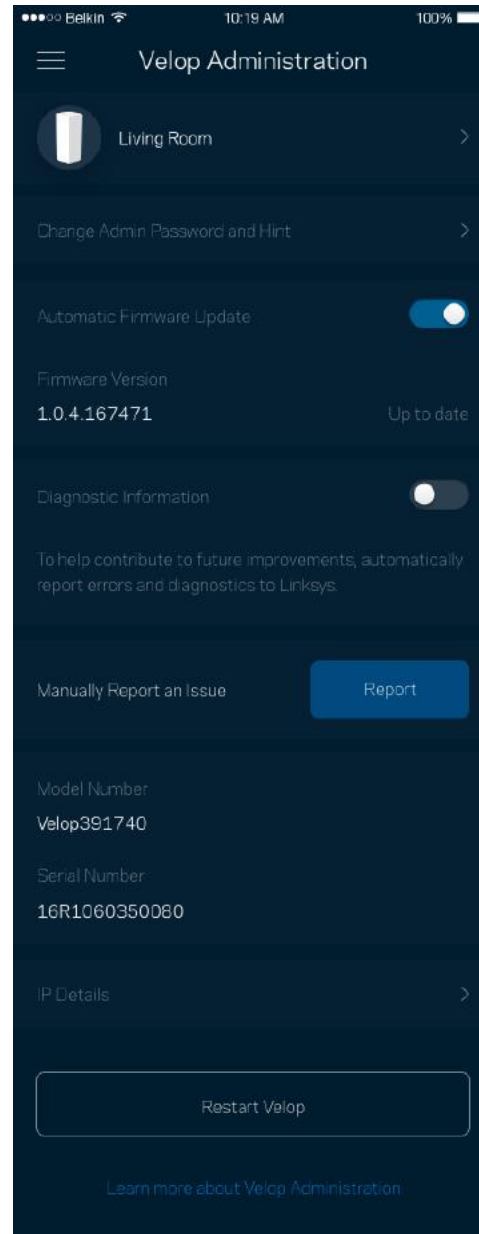 Belkin 10:19 AM 100%
Velop Administration
Living Room
Change Admin Password and Hint
Automatic Firmware Update
Firmware Version
1.0.4.167471 Up to date
Diagnostic Information
To help contribute to future improvements, automatically
report errors and diagnostics to Linksys.
Manually Report an Issue Report
Model Number
Velop391740
Serial Number
16R1060350080
IP Details
Restart Velop
Learn more about Velop Administration